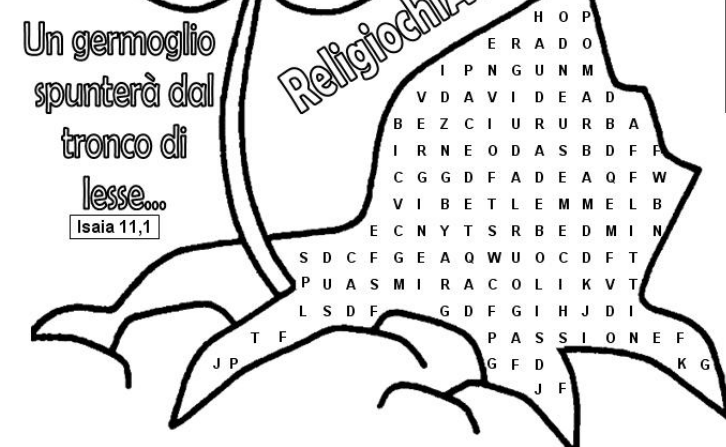 Un germoglio
spunterà dal
tronco di
Iesse...
Isaia 11,1
H O P
E R A D O
I P N G U N M
V D A V I D E A D
B E Z C I U R U R B A
I R N E O D A S B D F F
C G G D F A D E A Q F W
V I B E T L E M M E L B
E C N Y T S R B E D M I N
S D C F G E A Q W U O C D F T
P U A S M I R A C O L I K V T
L S D F G D F G I H J D I
T F P A S S I O N E F
J P G F D K G
J F